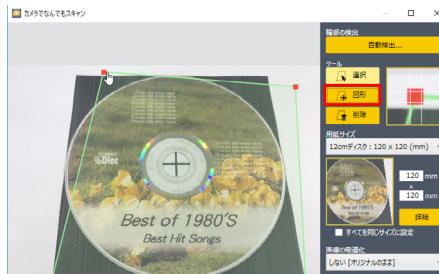 カメラでなんでもスキャン
輪郭の検出
自動検出...
ツール
選択
図形
削除
用紙サイズ
12cmディスク : 120 x 120 (mm)
120 mm
×
120 mm
詳細
すべてを同じサイズに設定
画像の最適化
しない [オリジナルのまま]
Disc
Best of 1980'S
Best Hit Songs